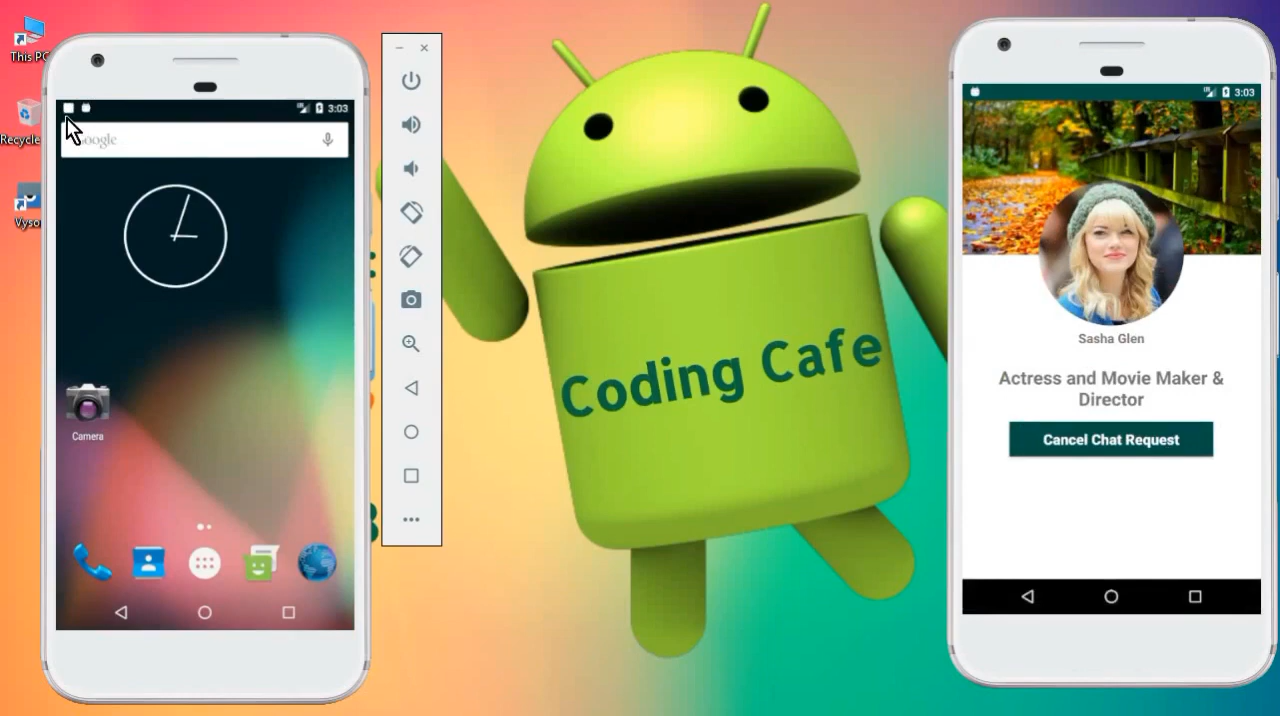 This PC
Recycle
Vyso
3:03
Google
Camera
Coding Cafe
3:03
Sasha Glen
Actress and Movie Maker &
Director
Cancel Chat Request